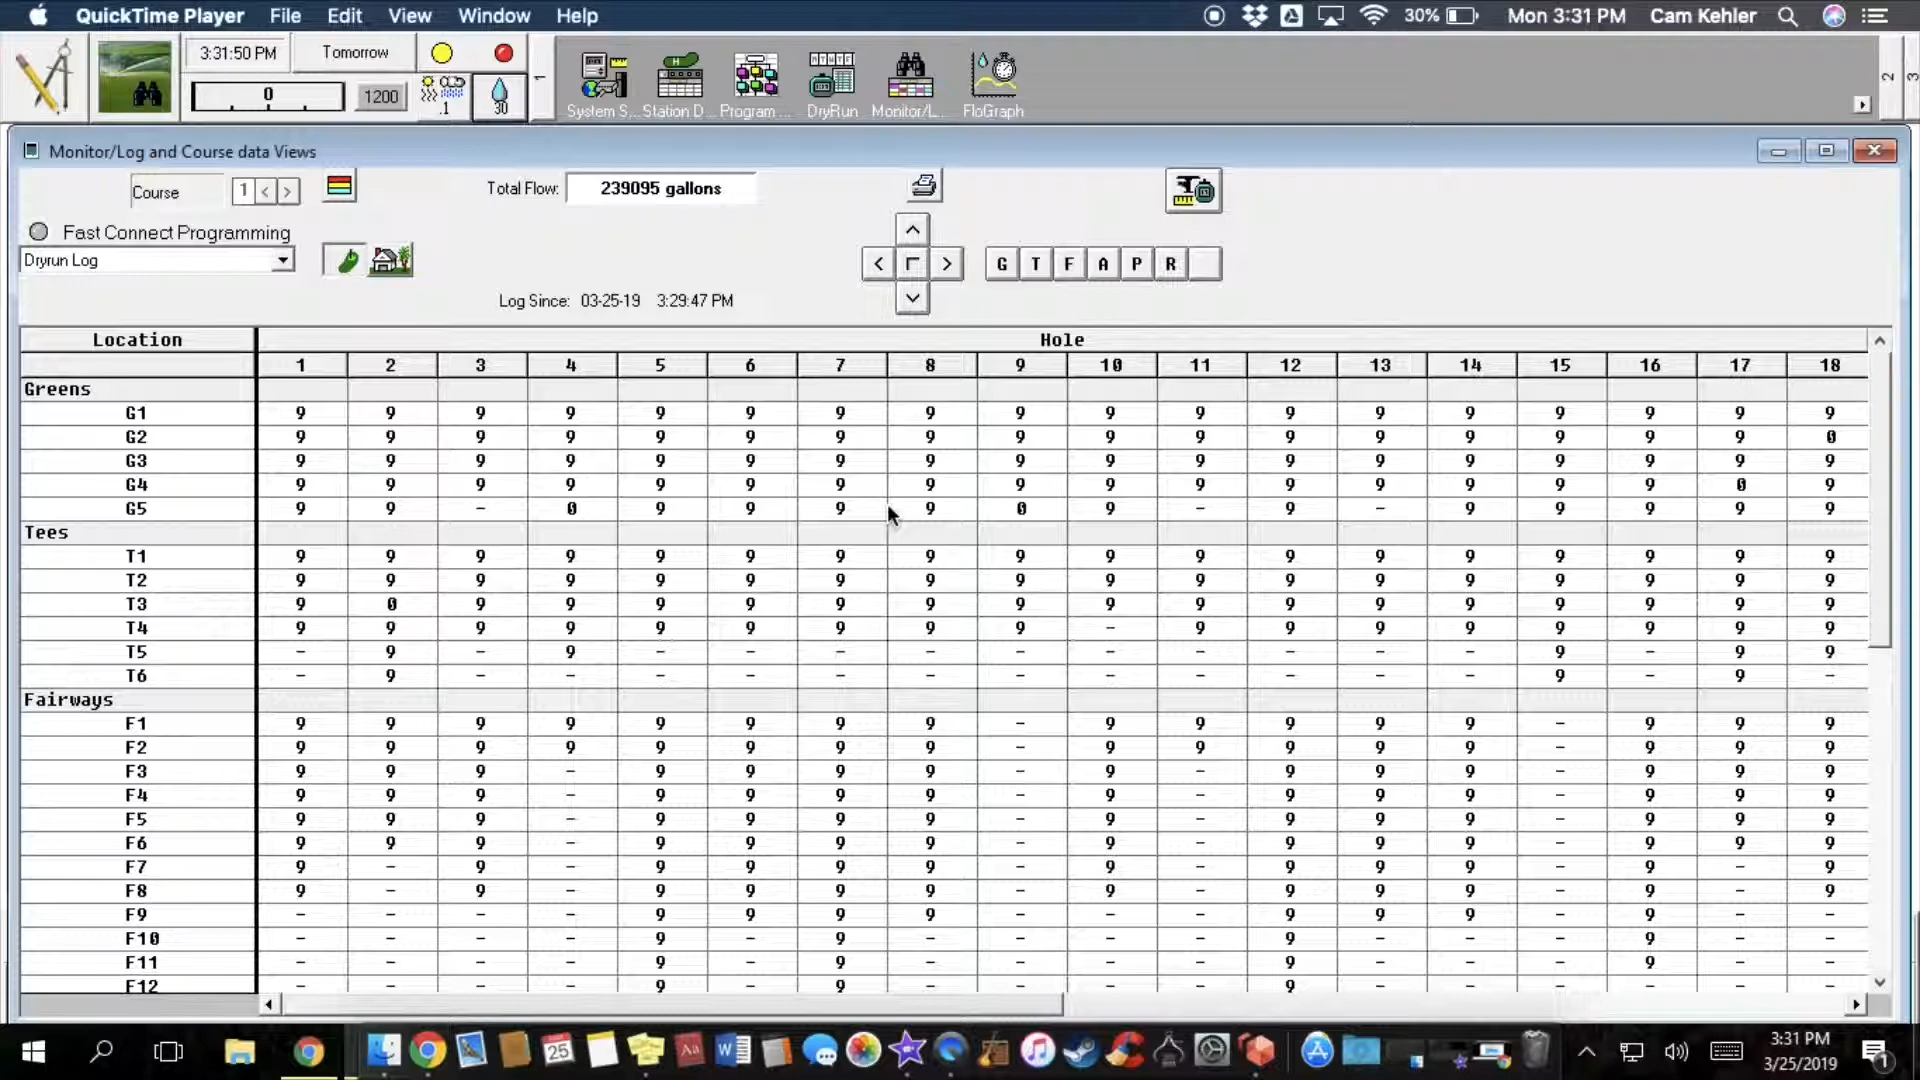 QuickTime Player File Edit View Window Help 30% Mon 3:31 PM Cam Kehler
3:31:50 PM Tomorrow
0 1200 .1 30
System S... Station D... Program ... DryRun Monitor/L... FloGraph 2 3
Monitor/Log and Course data Views
Course 1 < > Total Flow: 239095 gallons
Fast Connect Programming
Dryrun Log G T F A P R
Log Since: 03-25-19 3:29:47 PM
Location Hole
1 2 3 4 5 6 7 8 9 10 11 12 13 14 15 16 17 18
Greens
G1 9 9 9 9 9 9 9 9 9 9 9 9 9 9 9 9 9 9
G2 9 9 9 9 9 9 9 9 9 9 9 9 9 9 9 9 9 0
G3 9 9 9 9 9 9 9 9 9 9 9 9 9 9 9 9 9 9
G4 9 9 9 9 9 9 9 9 9 9 9 9 9 9 9 9 0 9
G5 9 9 - 0 9 9 9 9 0 9 - 9 - 9 9 9 9 9
Tees
T1 9 9 9 9 9 9 9 9 9 9 9 9 9 9 9 9 9 9
T2 9 9 9 9 9 9 9 9 9 9 9 9 9 9 9 9 9 9
T3 9 0 9 9 9 9 9 9 9 9 9 9 9 9 9 9 9 9
T4 9 9 9 9 9 9 9 9 9 - 9 9 9 9 9 9 9 9
T5 - 9 - 9 - - - - - - - - - - 9 - 9 9
T6 - 9 - - - - - - - - - - - - 9 - 9 -
Fairways
F1 9 9 9 9 9 9 9 9 - 9 9 9 9 9 - 9 9 9
F2 9 9 9 9 9 9 9 9 - 9 9 9 9 9 - 9 9 9
F3 9 9 9 - 9 9 9 9 - 9 - 9 9 9 - 9 9 9
F4 9 9 9 - 9 9 9 9 - 9 - 9 9 9 - 9 9 9
F5 9 9 9 - 9 9 9 9 - 9 - 9 9 9 - 9 9 9
F6 9 9 9 - 9 9 9 9 - 9 - 9 9 9 - 9 9 9
F7 9 - 9 - 9 9 9 9 - 9 - 9 9 9 - 9 - 9
F8 9 - 9 - 9 9 9 9 - 9 - 9 9 9 - 9 - 9
F9 - - - - 9 9 9 9 - - - 9 9 9 - 9 - -
F10 - - - - 9 - 9 - - - - 9 - - - 9 - -
F11 - - - - 9 - 9 - - - - 9 - - - 9 - -
F12 - - - - 9 - 9 - - - - 9 - - - - - -
25 3:31 PM
3/25/2019 1